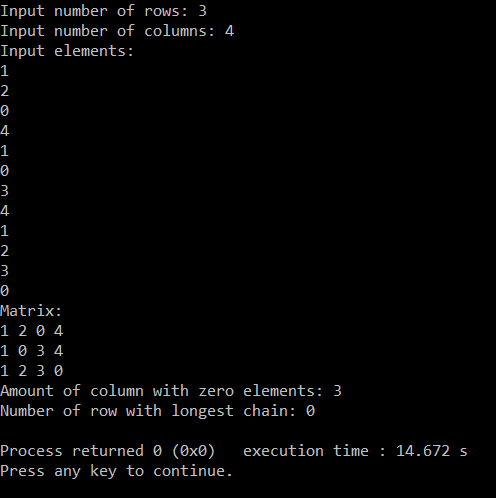 Input number of rows: 3
Input number of columns: 4
Input elements:
1
2
0
4
1
0
3
4
1
2
3
0
Matrix:
1 2 0 4
1 0 3 4
1 2 3 0
Amount of column with zero elements: 3
Number of row with longest chain: 0

Process returned 0 (0x0)   execution time : 14.672 s
Press any key to continue.